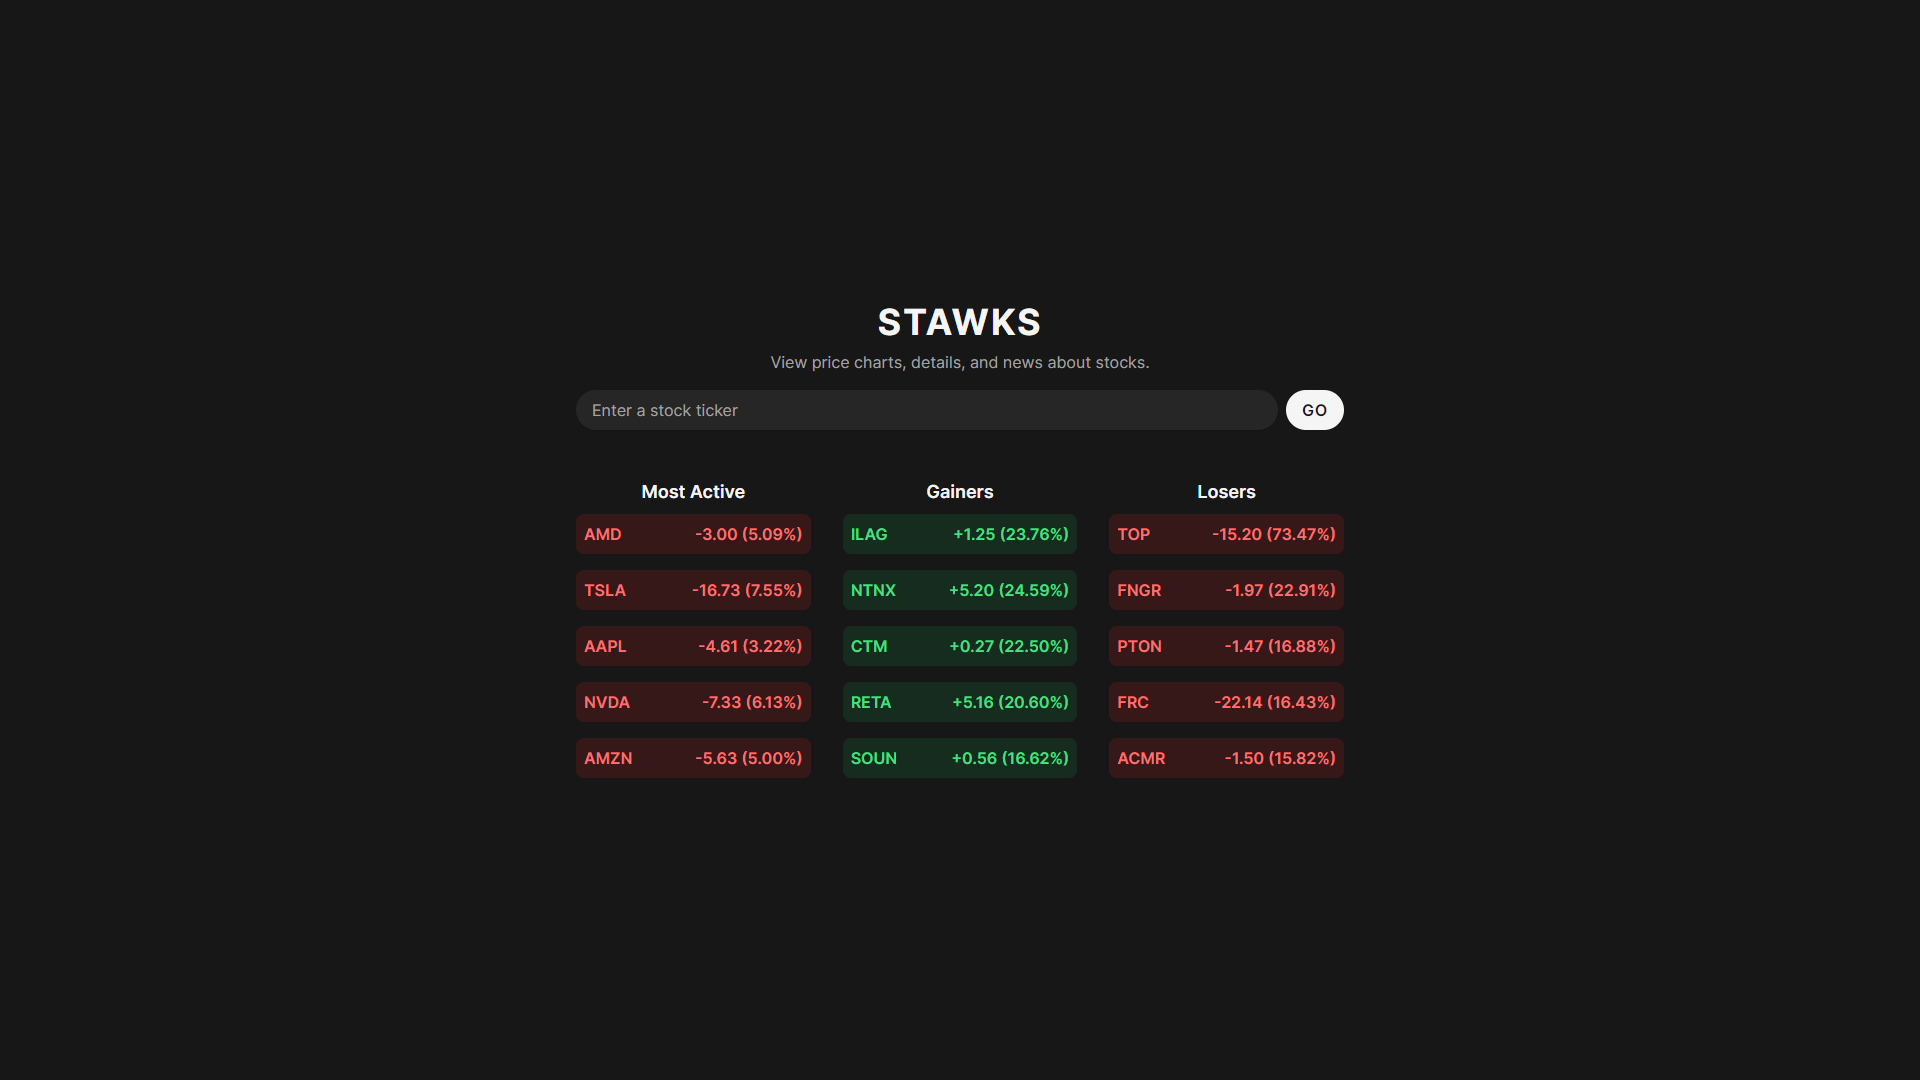 STAWKS
View price charts, details, and news about stocks.
Enter a stock ticker
GO
Most Active
AMD -3.00 (5.09%)
TSLA -16.73 (7.55%)
AAPL -4.61 (3.22%)
NVDA -7.33 (6.13%)
AMZN -5.63 (5.00%)
Gainers
ILAG +1.25 (23.76%)
NTNX +5.20 (24.59%)
CTM +0.27 (22.50%)
RETA +5.16 (20.60%)
SOUN +0.56 (16.62%)
Losers
TOP -15.20 (73.47%)
FNGR -1.97 (22.91%)
PTON -1.47 (16.88%)
FRC -22.14 (16.43%)
ACMR -1.50 (15.82%)